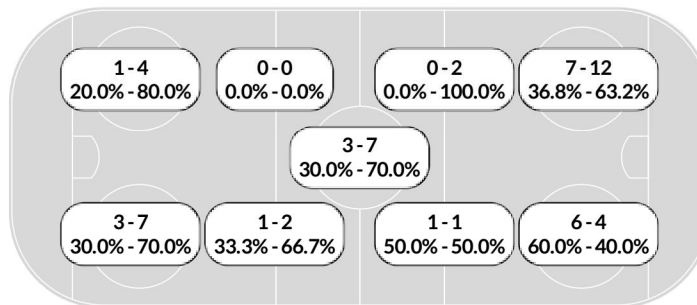 1 - 4
20.0% - 80.0%
0 - 0
0.0% - 0.0%
0 - 2
0.0% - 100.0%
7 - 12
36.8% - 63.2%
3 - 7
30.0% - 70.0%
3 - 7
30.0% - 70.0%
1 - 2
33.3% - 66.7%
1 - 1
50.0% - 50.0%
6 - 4
60.0% - 40.0%